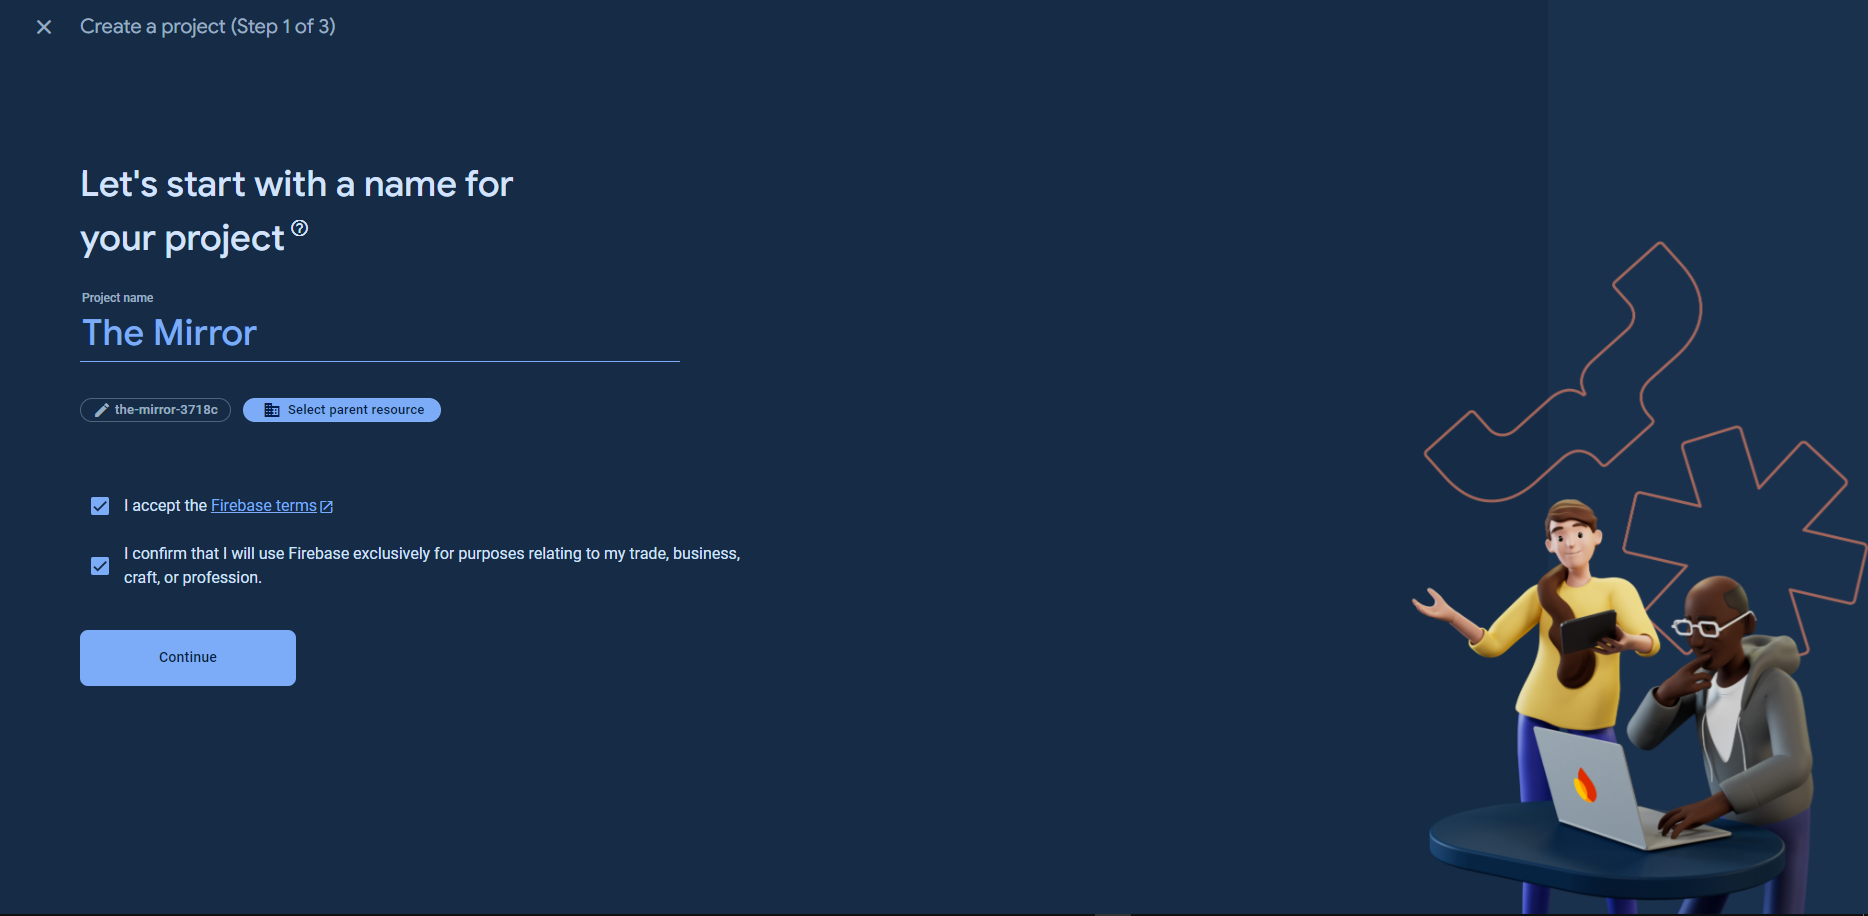 Create a project (Step 1 of 3)
Let's start with a name for
your project
Project name
The Mirror
the-mirror-3718c
Select parent resource
I accept the Firebase terms
I confirm that I will use Firebase exclusively for purposes relating to my trade, business,
craft, or profession.
Continue